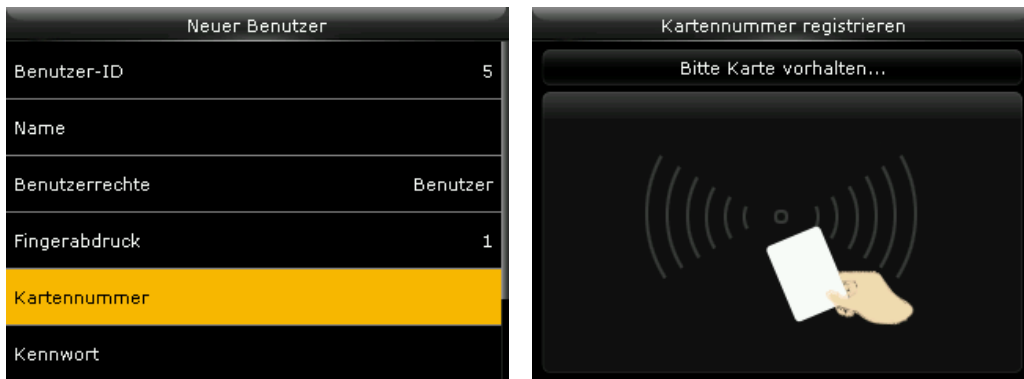 Neuer Benutzer
Benutzer-ID 5
Name
Benutzerrechte Benutzer
Fingerabdruck 1
Kartennummer
Kennwort
Kartennummer registrieren
Bitte Karte vorhalten...